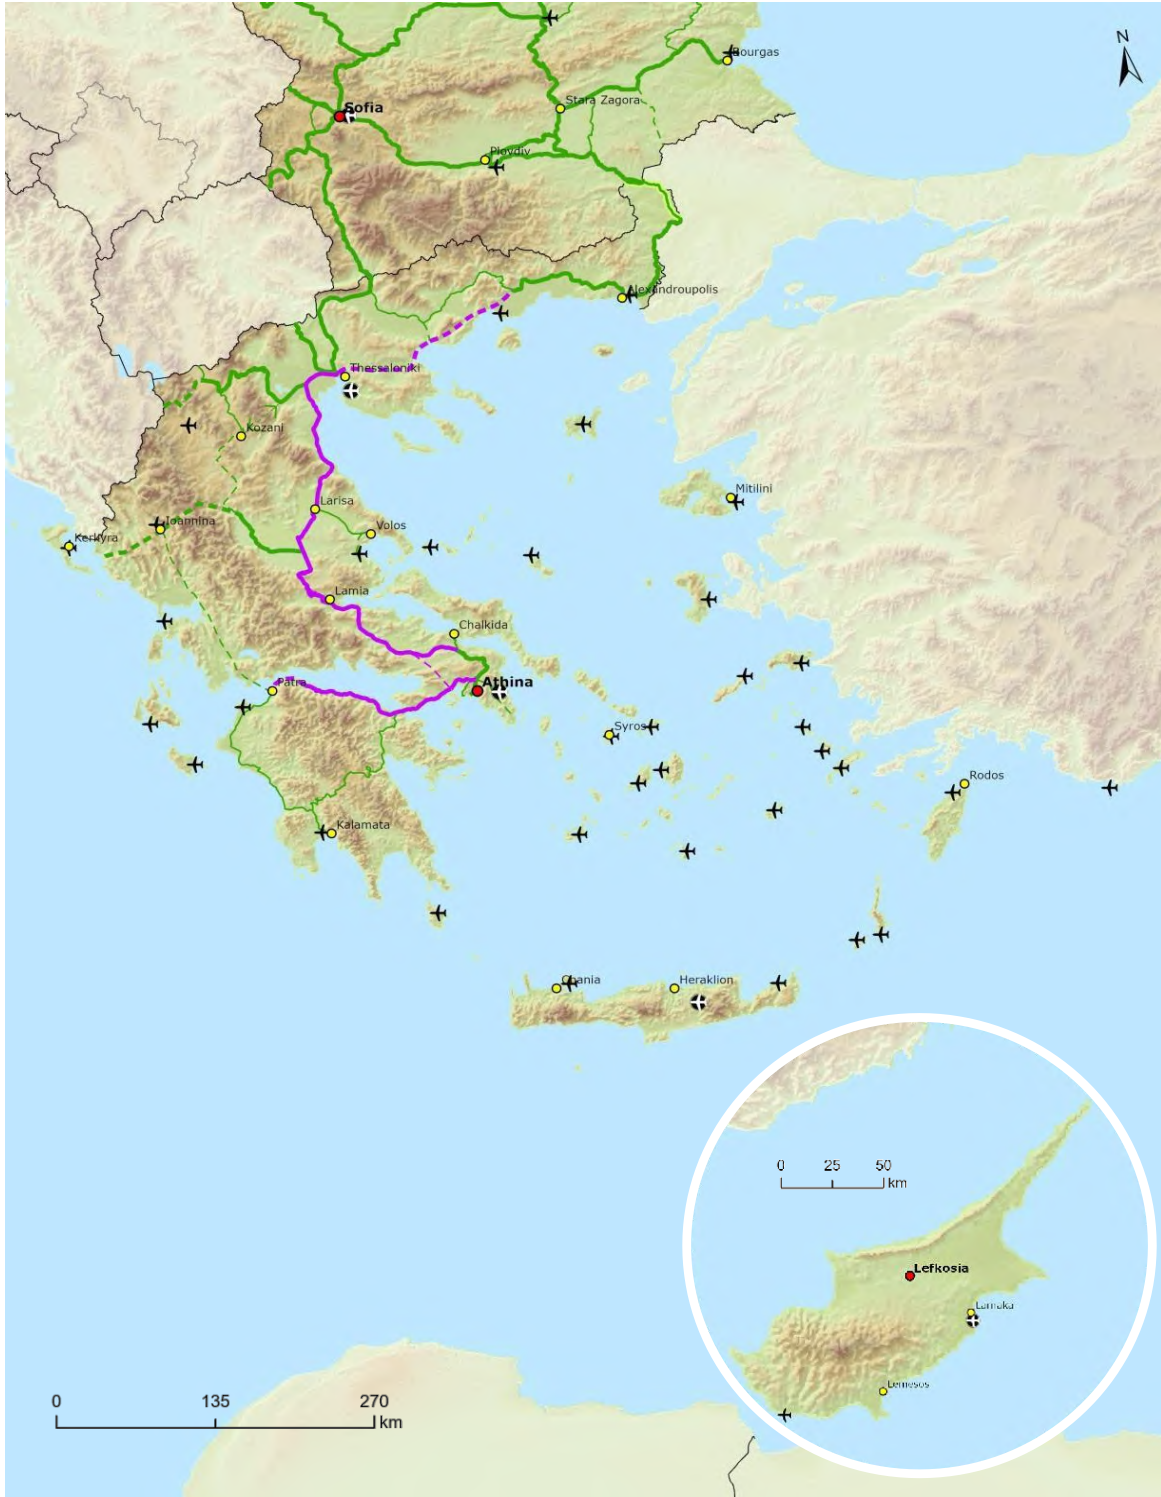 N
Bourgas
Stara Zagora
Sofia
Plovdiv
Alexandroupolis
Thessaloniki
Kozani
Mitilini
Larisa
Ioannina
Volos
Kerkyra
Lamia
Chalkida
Patra
Athina
Syros
Rodos
Kalamata
Chania
Heraklion
0 25 50
km
Lefkosia
Larnaka
Lemesos
0 135 270
km